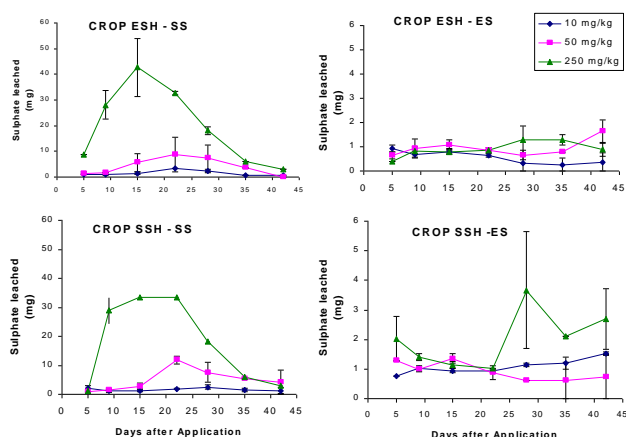 CROP ESH - SS
Sulphate leached
(mg)
60
50
40
30
20
10
0
0 5 10 15 20 25 30 35 40 45
CROP ESH - ES
10 mg/kg
50 mg/kg
250 mg/kg
Sulphate leached
(mg)
6
5
4
3
2
1
0
0 5 10 15 20 25 30 35 40 45
CROP SSH - SS
Sulphate leached
(mg)
60
50
40
30
20
10
0
0 5 10 15 20 25 30 35 40 45
Days after Application
CROP SSH -ES
Sulphate leached
(mg)
6
5
4
3
2
1
0
0 5 10 15 20 25 30 35 40 45
Days after Application